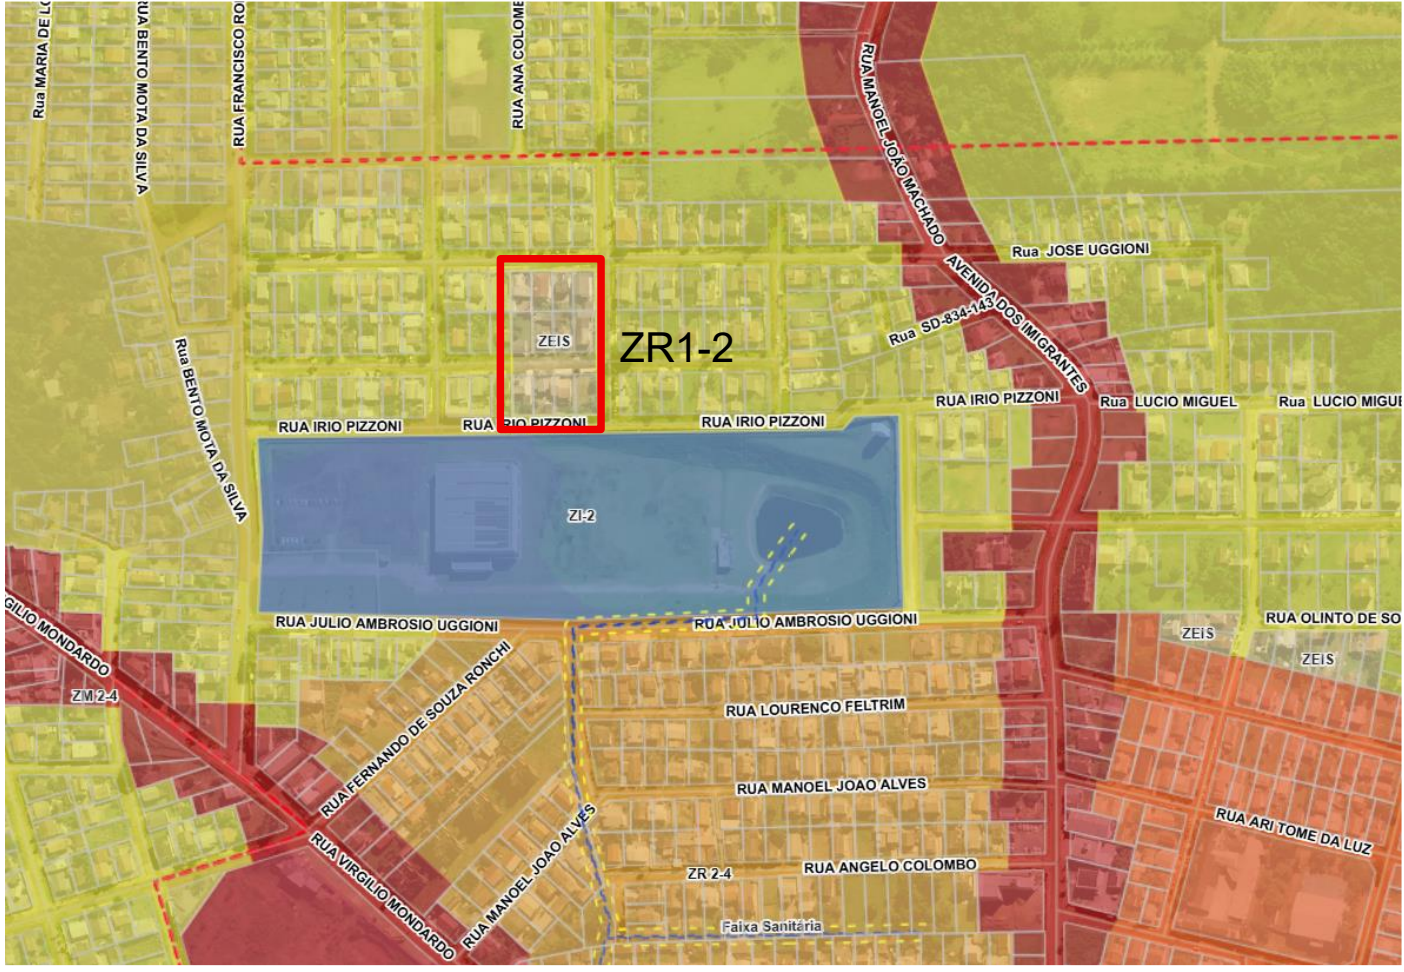 Rua MARIA DE LO
RUA BENTO MOTA DA SILVA
RUA FRANCISCO RO
RUA ANA COLOMB
RUA MANOEL JOÃO MACHADO
Rua JOSE UGGIONI
AVENIDA DOS IMIGRANTES
Rua SD-834-143
ZEIS
ZR1-2
Rua BENTO MOTA DA SILVA
RUA IRIO PIZZONI
RUA IRIO PIZZONI
RUA IRIO PIZZONI
RUA IRIO PIZZONI
Rua LUCIO MIGUEL
Rua LUCIO MIGUE
ZI-2
RUA JULIO AMBROSIO UGGIONI
RUA JULIO AMBROSIO UGGIONI
RUA OLINTO DE SO
ZEIS
ZEIS
GILIO MONDARDO
ZM 2-4
RUA FERNANDO DE SOUZA RONCHI
RUA LOURENCO FELTRIM
RUA MANOEL JOAO ALVES
RUA MANOEL JOAO ALVES
RUA ARI TOME DA LUZ
RUA VIRGILIO MONDARDO
ZR 2-4
RUA ANGELO COLOMBO
Faixa Sanitária